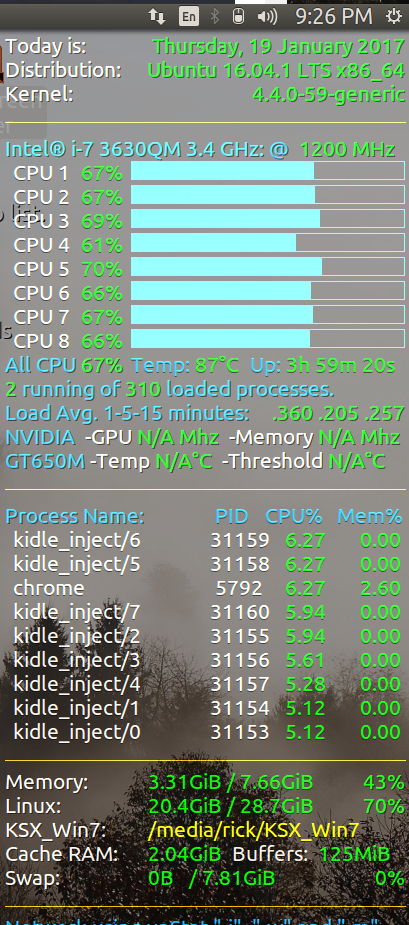 En 9:26 PM
Today is: Thursday, 19 January 2017
Distribution: Ubuntu 16.04.1 LTS x86_64
Kernel: 4.4.0-59-generic
Intel® i-7 3630QM 3.4 GHz: @ 1200 MHz
CPU 1 67%
CPU 2 67%
CPU 3 69%
CPU 4 61%
CPU 5 70%
CPU 6 66%
CPU 7 67%
CPU 8 66%
All CPU 67% Temp: 87°C Up: 3h 59m 20s
2 running of 310 loaded processes.
Load Avg. 1-5-15 minutes: .360 .205 .257
NVIDIA -GPU N/A Mhz -Memory N/A Mhz
GT650M -Temp N/A°C -Threshold N/A°C
Process Name: PID CPU% Mem%
kidle_inject/6 31159 6.27 0.00
kidle_inject/5 31158 6.27 0.00
chrome 5792 6.27 2.60
kidle_inject/7 31160 5.94 0.00
kidle_inject/2 31155 5.94 0.00
kidle_inject/3 31156 5.61 0.00
kidle_inject/4 31157 5.28 0.00
kidle_inject/1 31154 5.12 0.00
kidle_inject/0 31153 5.12 0.00
Memory: 3.31GiB / 7.66GiB 43%
Linux: 20.4GiB / 28.7GiB 70%
KSX_Win7: /media/rick/KSX_Win7
Cache RAM: 2.04GiB Buffers: 125MiB
Swap: 0B / 7.81GiB 0%